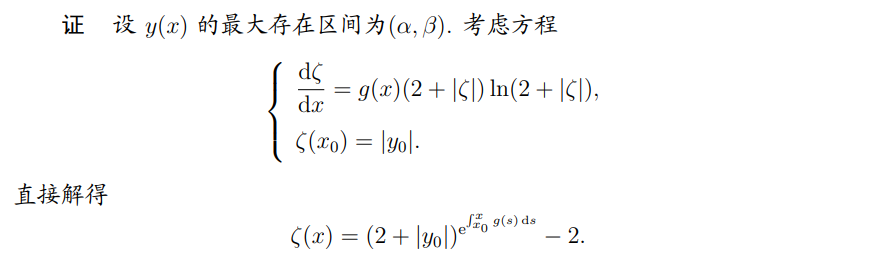 证 设 y(x) 的最大存在区间为(α, β). 考虑方程
{ dζ/dx = g(x)(2 + |ζ|) ln(2 + |ζ|),
ζ(x₀) = |y₀|.
直接解得
ζ(x) = (2 + |y₀|)^{e^{∫_{x₀}^{x} g(s) ds}} − 2.